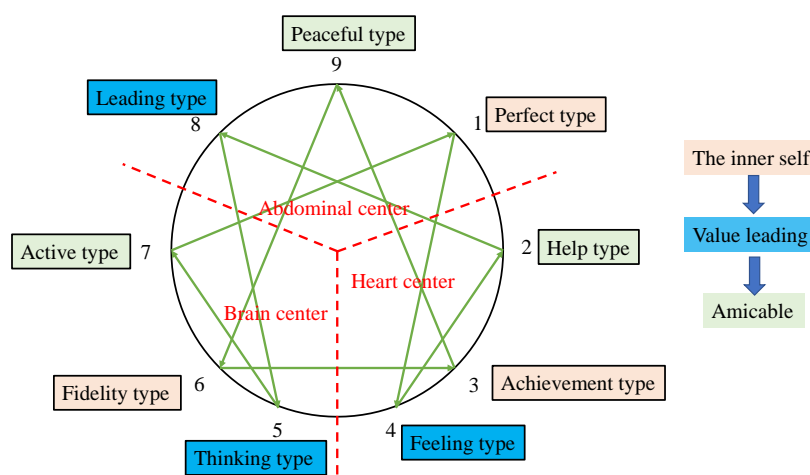 Peaceful type
9
Leading type
8
1
Perfect type
The inner self
Abdominal center
Active type
7
2
Help type
Value leading
Heart center
Brain center
Amicable
Fidelity type
6
3
Achievement type
5
4
Thinking type
Feeling type